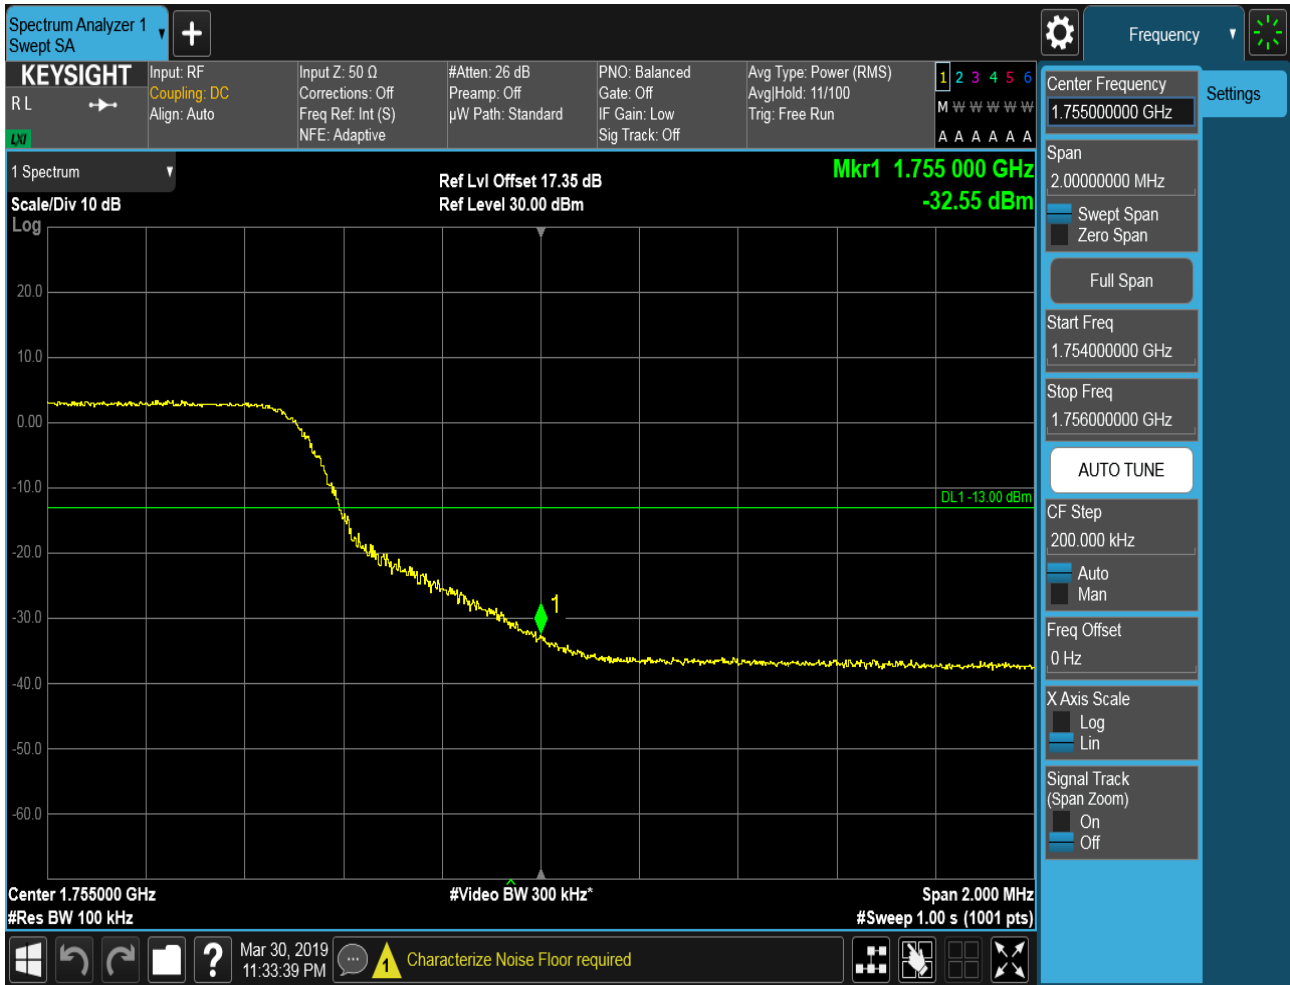 Spectrum Analyzer 1
Swept SA
Frequency
KEYSIGHT
R L
LXI
Input: RF
Coupling: DC
Align: Auto
Input Z: 50 Ω
Corrections: Off
Freq Ref: Int (S)
NFE: Adaptive
#Atten: 26 dB
Preamp: Off
µW Path: Standard
PNO: Balanced
Gate: Off
IF Gain: Low
Sig Track: Off
Avg Type: Power (RMS)
Avg|Hold: 11/100
Trig: Free Run
1 2 3 4 5 6
M W W W W W
A A A A A A
Center Frequency
1.755000000 GHz
Settings
1 Spectrum
Scale/Div 10 dB
Log
Ref Lvl Offset 17.35 dB
Ref Level 30.00 dBm
Mkr1 1.755 000 GHz
-32.55 dBm
Span
2.00000000 MHz
Swept Span
Zero Span
Full Span
Start Freq
1.754000000 GHz
Stop Freq
1.756000000 GHz
AUTO TUNE
CF Step
200.000 kHz
Auto
Man
Freq Offset
0 Hz
X Axis Scale
Log
Lin
Signal Track
(Span Zoom)
On
Off
20.0
10.0
0.00
-10.0
-20.0
-30.0
-40.0
-50.0
-60.0
DL1 -13.00 dBm
1
Center 1.755000 GHz
#Res BW 100 kHz
#Video BW 300 kHz*
Span 2.000 MHz
#Sweep 1.00 s (1001 pts)
?
Mar 30, 2019
11:33:39 PM
1
Characterize Noise Floor required